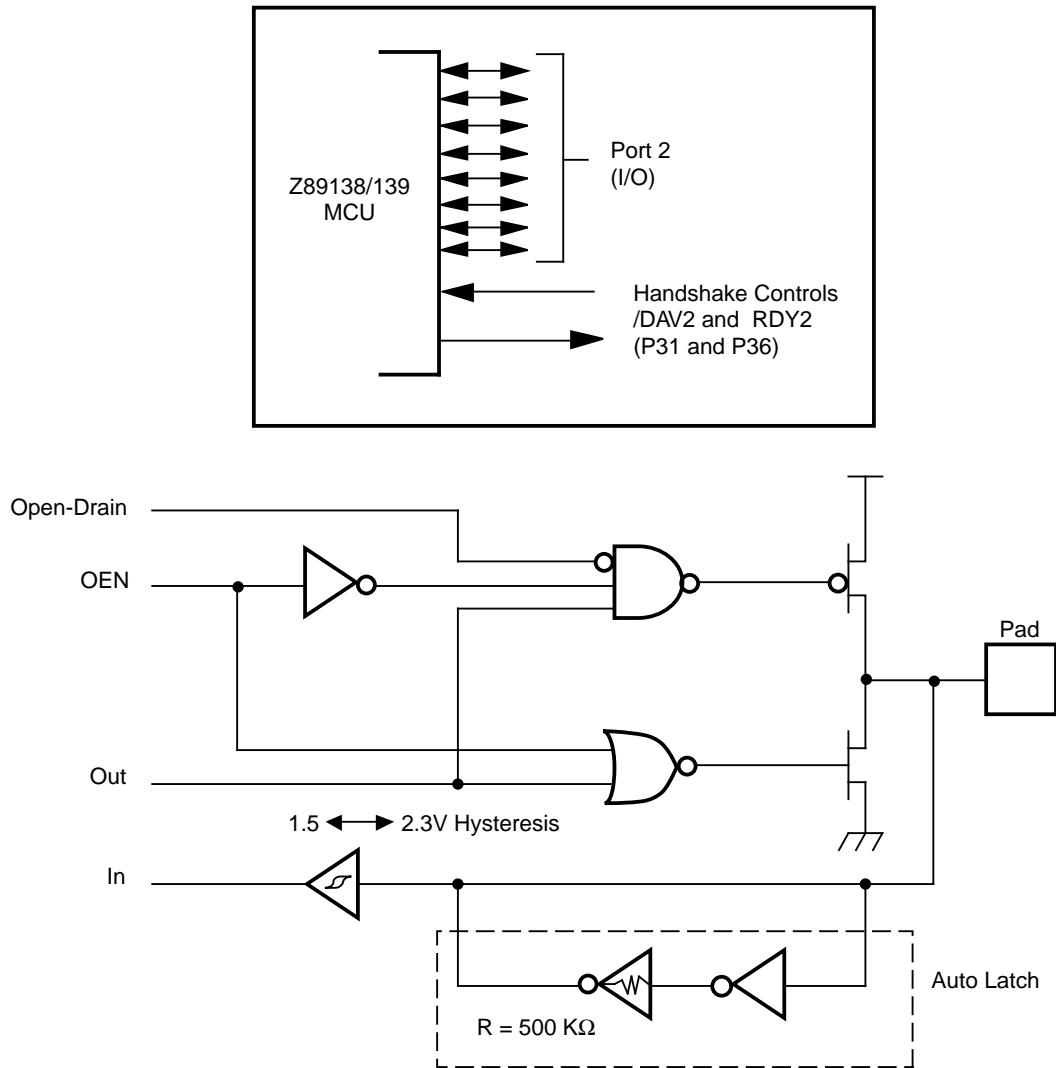 Z89138/139
MCU
Port 2
(I/O)
Handshake Controls
/DAV2 and RDY2
(P31 and P36)
Open-Drain
OEN
Pad
Out
1.5 2.3V Hysteresis
In
Auto Latch
R = 500 KΩ